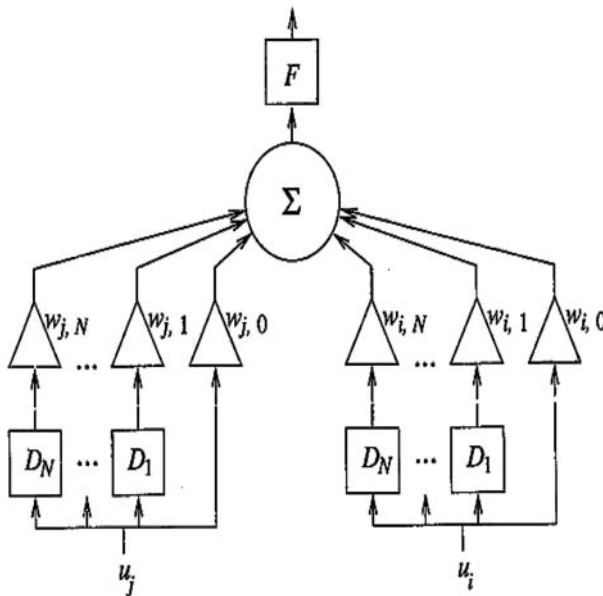 F
Σ
w_{j, N} ... w_{j, 1} w_{j, 0} w_{i, N} ... w_{i, 1} w_{i, 0}
D_N ... D_1 D_N ... D_1
u_j u_i